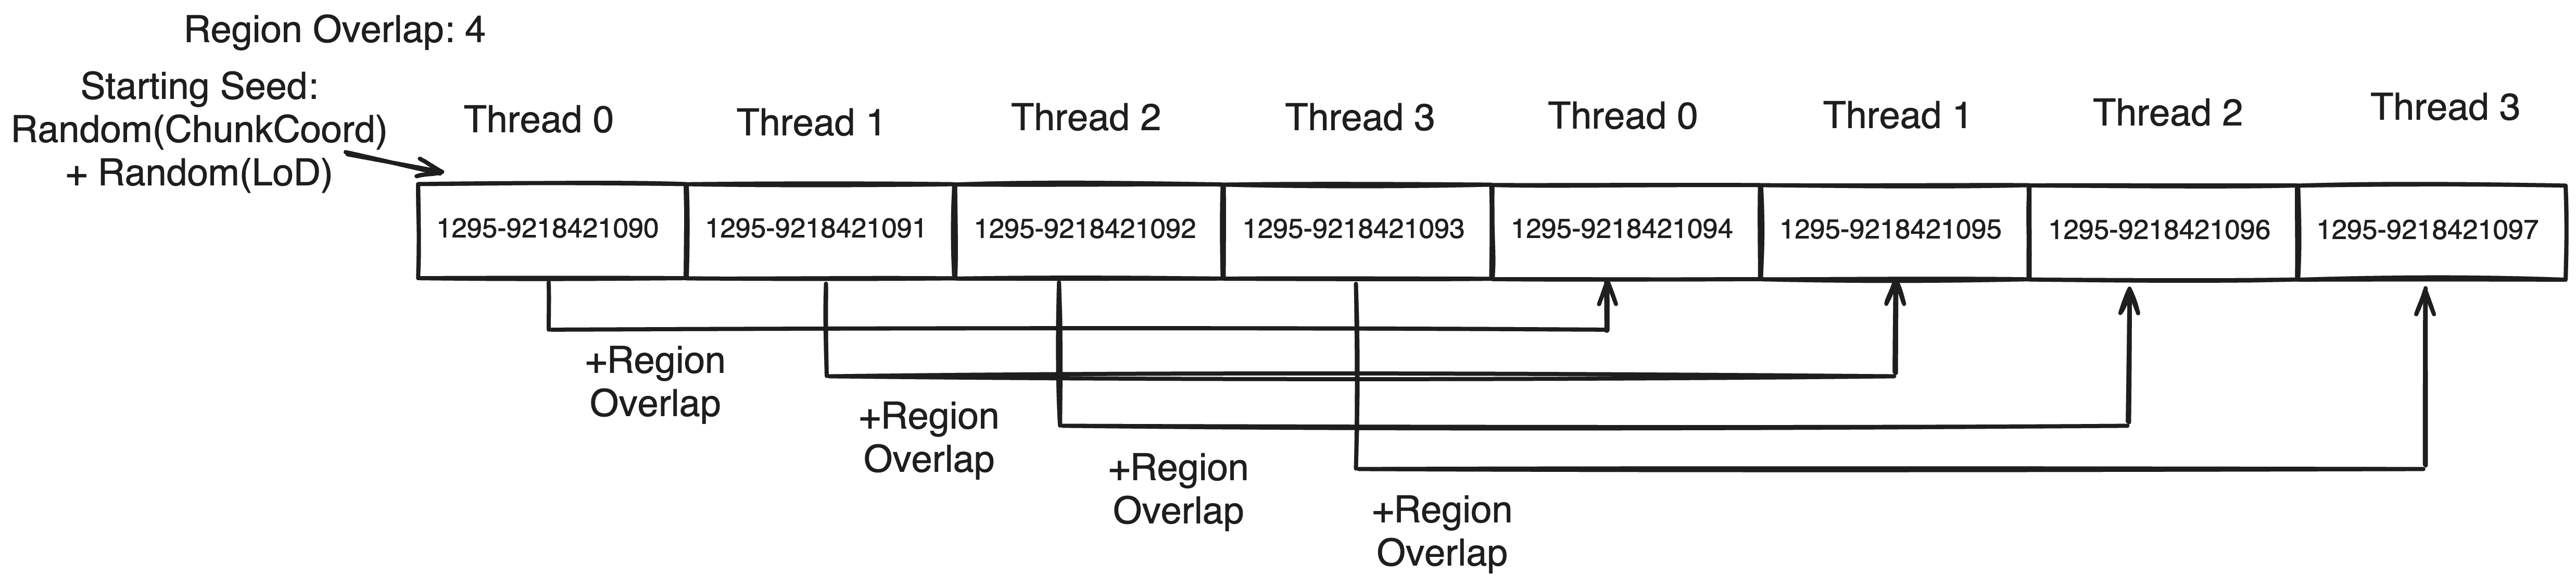 Region Overlap: 4
Starting Seed:
Random(ChunkCoord)
+ Random(LoD)
Thread 0
Thread 1
Thread 2
Thread 3
Thread 0
Thread 1
Thread 2
Thread 3
1295-9218421090
1295-9218421091
1295-9218421092
1295-9218421093
1295-9218421094
1295-9218421095
1295-9218421096
1295-9218421097
+Region
Overlap
+Region
Overlap
+Region
Overlap
+Region
Overlap